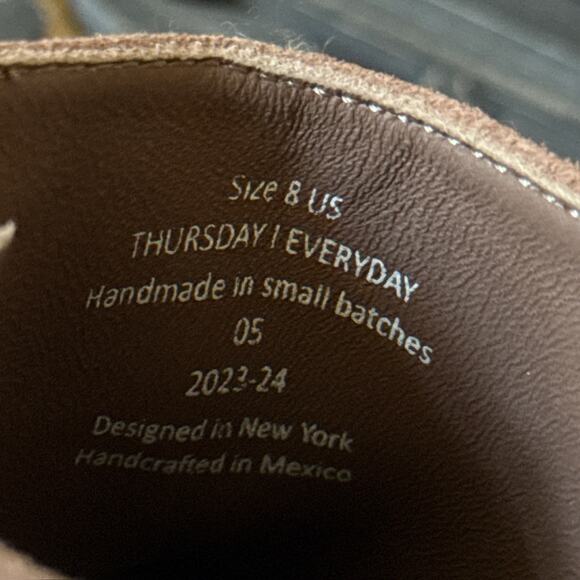 Size 8 US
THURSDAY | EVERYDAY
Handmade in small batches
05
2023-24
Designed in New York
Handcrafted in Mexico